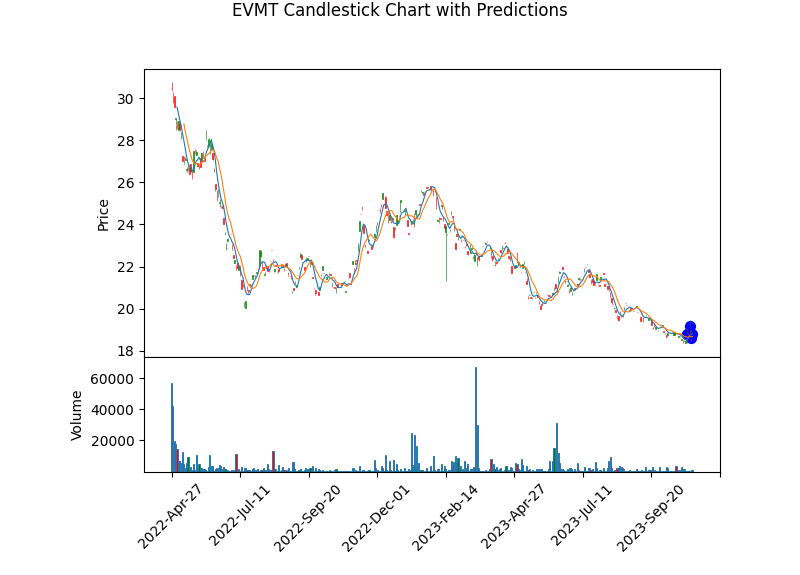 EVMT Candlestick Chart with Predictions
Price
30
28
26
24
22
20
18
Volume
60000
40000
20000
2022-Apr-27
2022-Jul-11
2022-Sep-20
2022-Dec-01
2023-Feb-14
2023-Apr-27
2023-Jul-11
2023-Sep-20